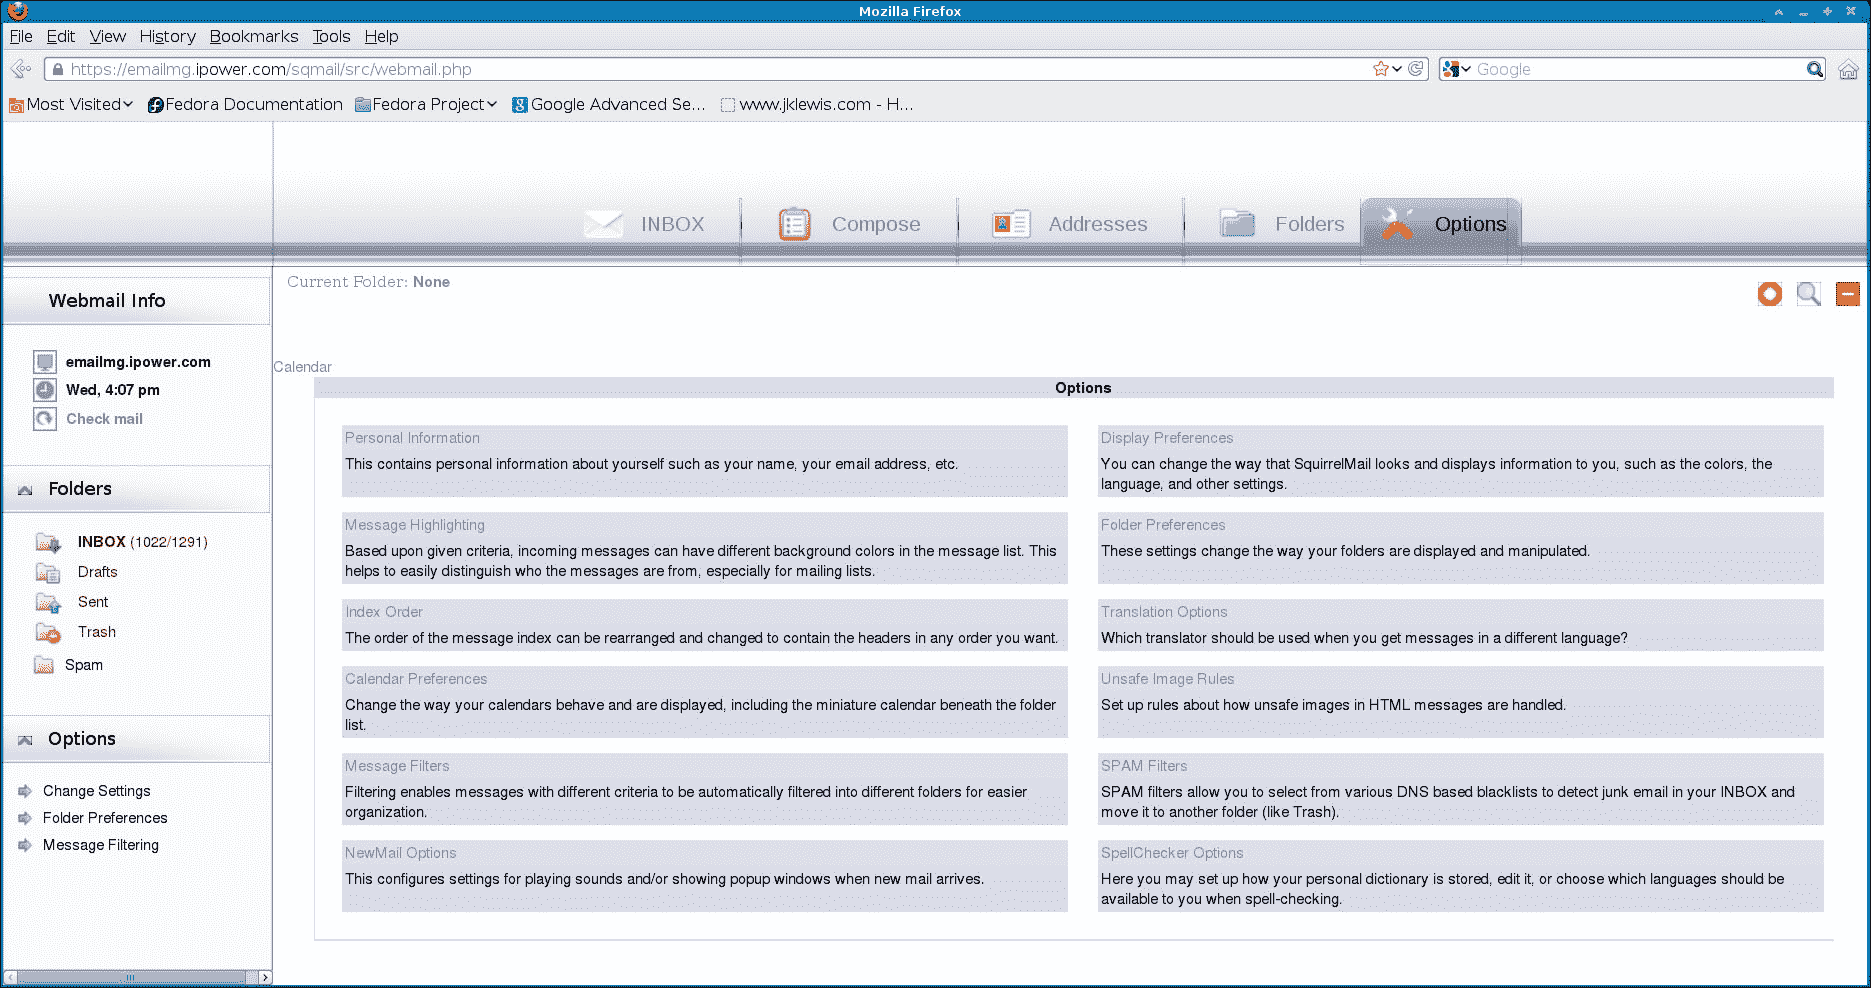 Mozilla Firefox
File Edit View History Bookmarks Tools Help
https://emailmg.ipower.com/sqmail/src/webmail.php
Google
Most Visited Fedora Documentation Fedora Project Google Advanced Se... www.jklewis.com - H...
INBOX Compose Addresses Folders Options
Webmail Info
emailmg.ipower.com
Wed, 4:07 pm
Check mail
Folders
INBOX (1022/1291)
Drafts
Sent
Trash
Spam
Options
Change Settings
Folder Preferences
Message Filtering
Current Folder: None
Calendar
Options
Personal Information
This contains personal information about yourself such as your name, your email address, etc.
Display Preferences
You can change the way that SquirrelMail looks and displays information to you, such as the colors, the
language, and other settings.
Message Highlighting
Based upon given criteria, incoming messages can have different background colors in the message list. This
helps to easily distinguish who the messages are from, especially for mailing lists.
Folder Preferences
These settings change the way your folders are displayed and manipulated.
Index Order
The order of the message index can be rearranged and changed to contain the headers in any order you want.
Translation Options
Which translator should be used when you get messages in a different language?
Calendar Preferences
Change the way your calendars behave and are displayed, including the miniature calendar beneath the folder
list.
Unsafe Image Rules
Set up rules about how unsafe images in HTML messages are handled.
Message Filters
Filtering enables messages with different criteria to be automatically filtered into different folders for easier
organization.
SPAM Filters
SPAM filters allow you to select from various DNS based blacklists to detect junk email in your INBOX and
move it to another folder (like Trash).
NewMail Options
This configures settings for playing sounds and/or showing popup windows when new mail arrives.
SpellChecker Options
Here you may set up how your personal dictionary is stored, edit it, or choose which languages should be
available to you when spell-checking.